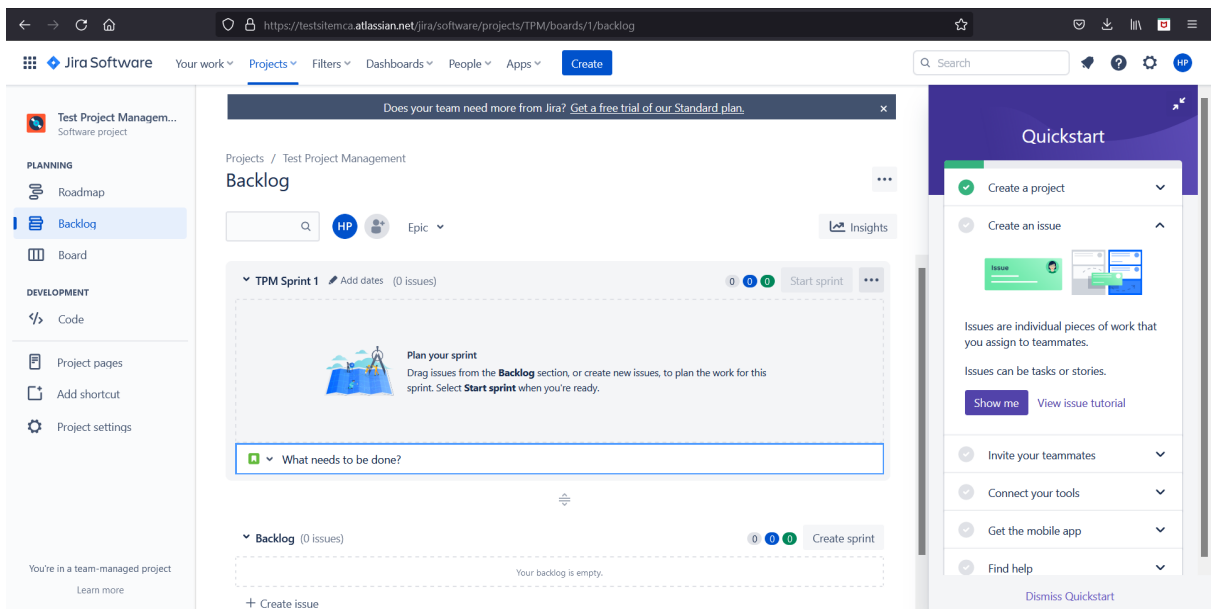 https://testsitemca.atlassian.net/jira/software/projects/TPM/boards/1/backlog
Jira Software
Your work
Projects
Filters
Dashboards
People
Apps
Create
Search
HP
Test Project Managem...
Software project
PLANNING
Roadmap
Backlog
Board
DEVELOPMENT
Code
Project pages
Add shortcut
Project settings
You're in a team-managed project
Learn more
Does your team need more from Jira? Get a free trial of our Standard plan.
Projects / Test Project Management
Backlog
HP
Epic
Insights
TPM Sprint 1 Add dates (0 issues)
0 0 0 Start sprint
Plan your sprint
Drag issues from the Backlog section, or create new issues, to plan the work for this
sprint. Select Start sprint when you're ready.
What needs to be done?
Backlog (0 issues)
0 0 0 Create sprint
Your backlog is empty.
+ Create issue
Quickstart
Create a project
Create an issue
Issue
Issues are individual pieces of work that
you assign to teammates.
Issues can be tasks or stories.
Show me View issue tutorial
Invite your teammates
Connect your tools
Get the mobile app
Find help
Dismiss Quickstart